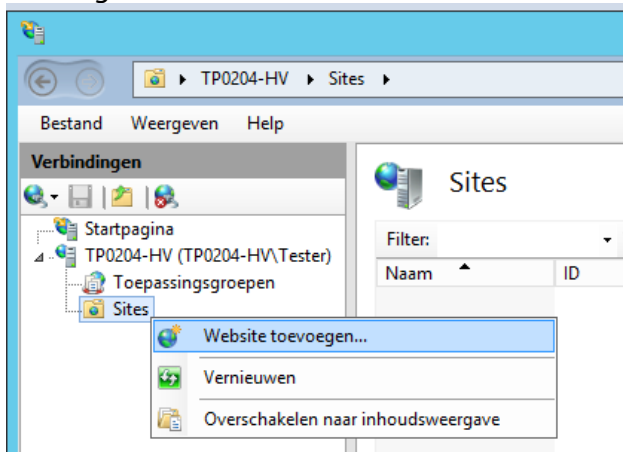 TP0204-HV Sites
Bestand Weergeven Help
Verbindingen
Startpagina
TP0204-HV (TP0204-HV\Tester)
Toepassingsgroepen
Sites
Sites
Filter:
Naam ID
Website toevoegen...
Vernieuwen
Overschakelen naar inhoudsweergave